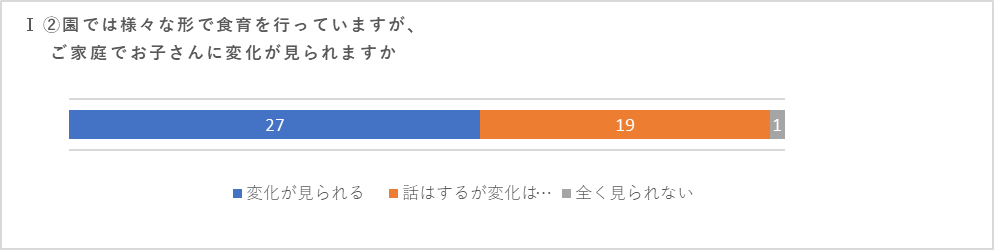 Ⅰ ②園では様々な形で食育を行っていますが、
ご家庭でお子さんに変化が見られますか
27 19 1
変化が見られる 話はするが変化は… 全く見られない